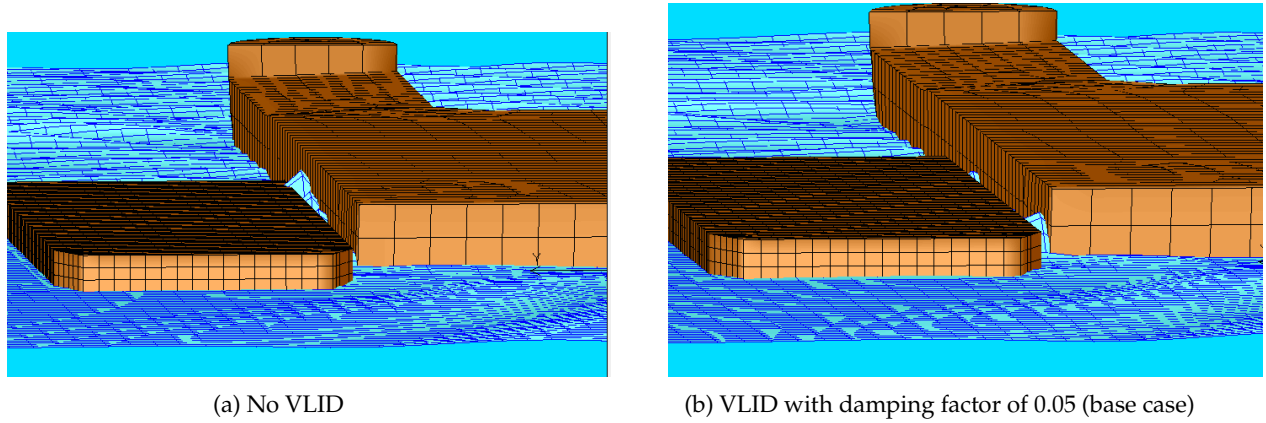 (a) No VLID
(b) VLID with damping factor of 0.05 (base case)